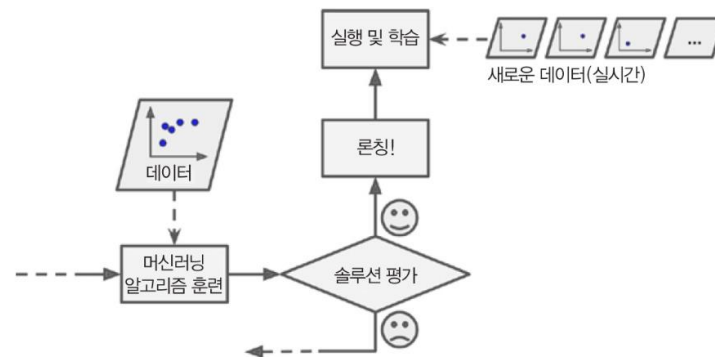 실행 및 학습
...
새로운 데이터(실시간)
론칭!
데이터
머신러닝
알고리즘 훈련
솔루션 평가